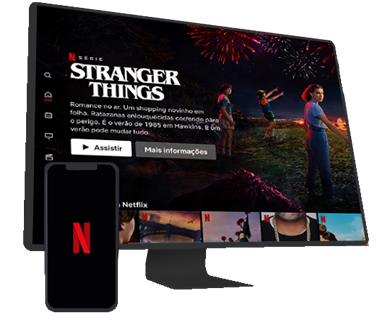 N SÉRIE
STRANGER
THINGS
Romance no ar. Um shopping novinho em
folha. Ratazanas enlouquecidas correndo para
o perigo. É o verão de 1985 em Hawkins. E um
verão pode mudar tudo.
Assistir
Mais informações
Netflix
N